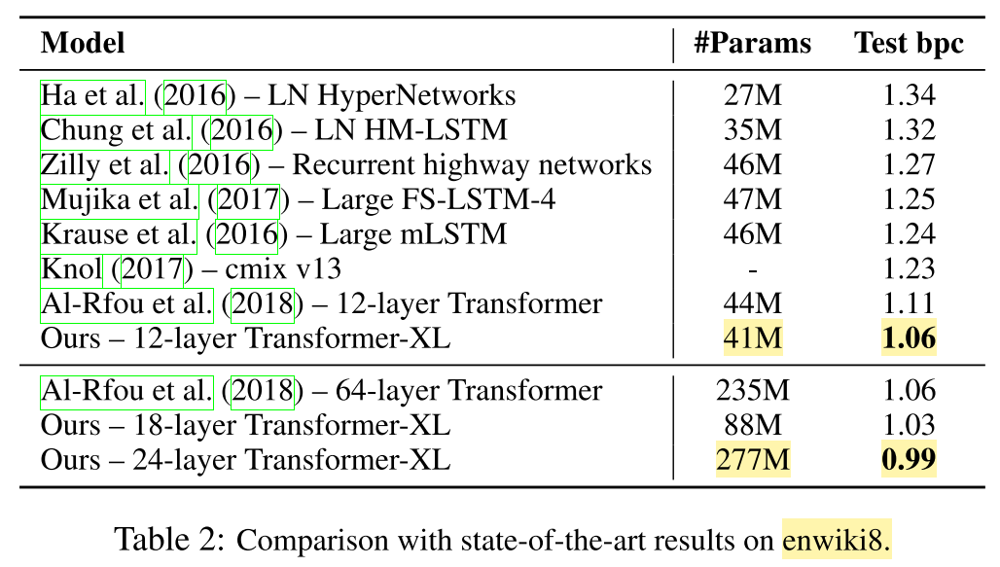 Model #Params Test bpc
Ha et al. (2016) – LN HyperNetworks 27M 1.34
Chung et al. (2016) – LN HM-LSTM 35M 1.32
Zilly et al. (2016) – Recurrent highway networks 46M 1.27
Mujika et al. (2017) – Large FS-LSTM-4 47M 1.25
Krause et al. (2016) – Large mLSTM 46M 1.24
Knol (2017) – cmix v13 - 1.23
Al-Rfou et al. (2018) – 12-layer Transformer 44M 1.11
Ours – 12-layer Transformer-XL 41M 1.06
Al-Rfou et al. (2018) – 64-layer Transformer 235M 1.06
Ours – 18-layer Transformer-XL 88M 1.03
Ours – 24-layer Transformer-XL 277M 0.99
Table 2: Comparison with state-of-the-art results on enwiki8.